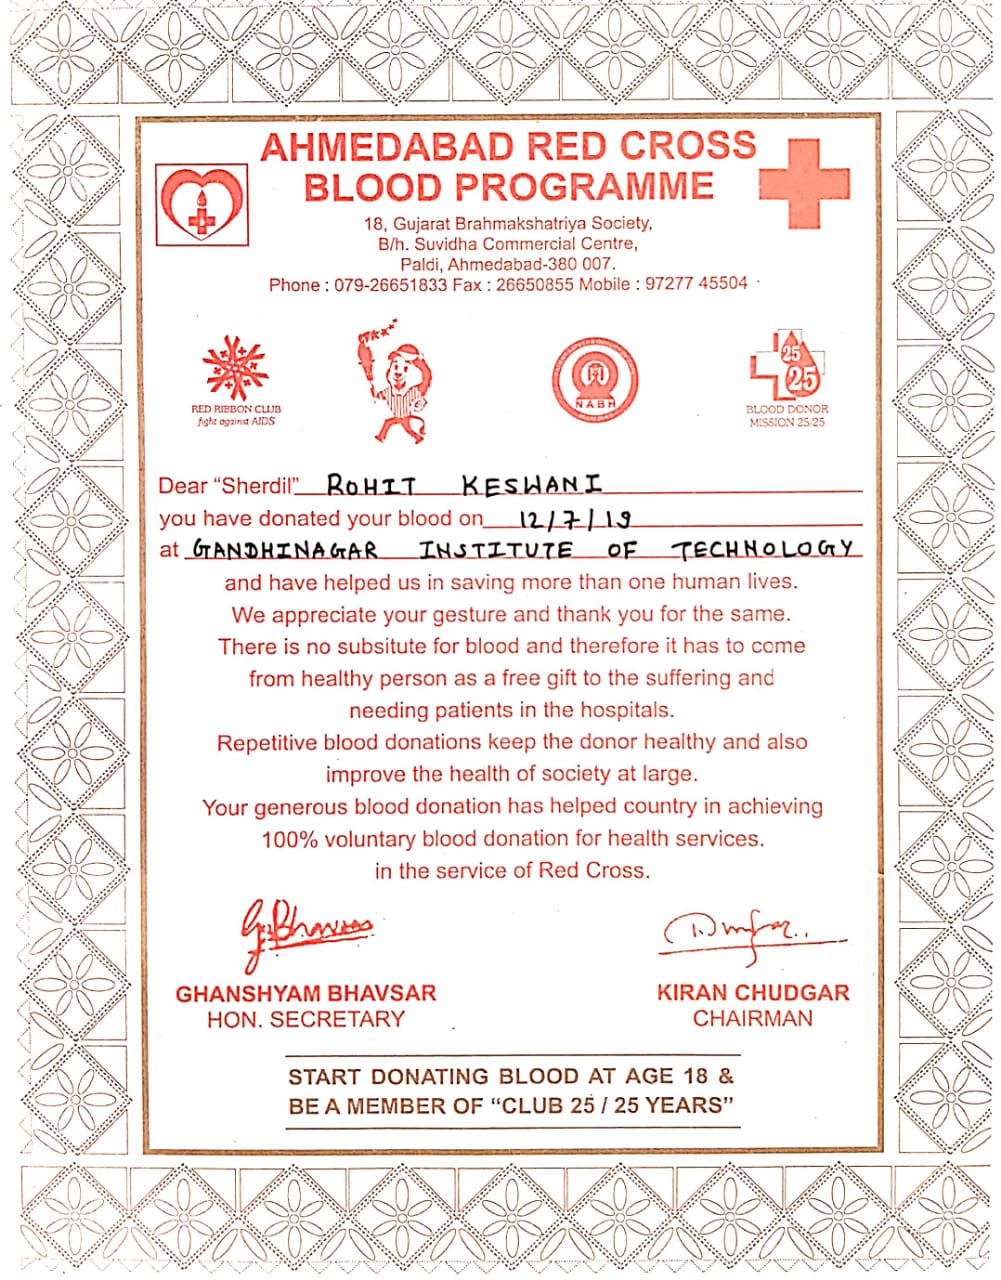 AHMEDABAD RED CROSS
BLOOD PROGRAMME
18, Gujarat Brahmakshatriya Society,
B/h. Suvidha Commercial Centre,
Paldi, Ahmedabad-380 007.
Phone : 079-26651833 Fax : 26650855 Mobile : 97277 45504
RED RIBBON CLUB
fight against AIDS
NABH
25
25
BLOOD DONOR
MISSION 25/25
Dear “Sherdil” ROHIT KESWANI
you have donated your blood on 12/7/19
at GANDHINAGAR INSTITUTE OF TECHNOLOGY
and have helped us in saving more than one human lives.
We appreciate your gesture and thank you for the same.
There is no subsitute for blood and therefore it has to come
from healthy person as a free gift to the suffering and
needing patients in the hospitals.
Repetitive blood donations keep the donor healthy and also
improve the health of society at large.
Your generous blood donation has helped country in achieving
100% voluntary blood donation for health services.
in the service of Red Cross.
GHANSHYAM BHAVSAR
HON. SECRETARY
KIRAN CHUDGAR
CHAIRMAN
START DONATING BLOOD AT AGE 18 &
BE A MEMBER OF “CLUB 25 / 25 YEARS”